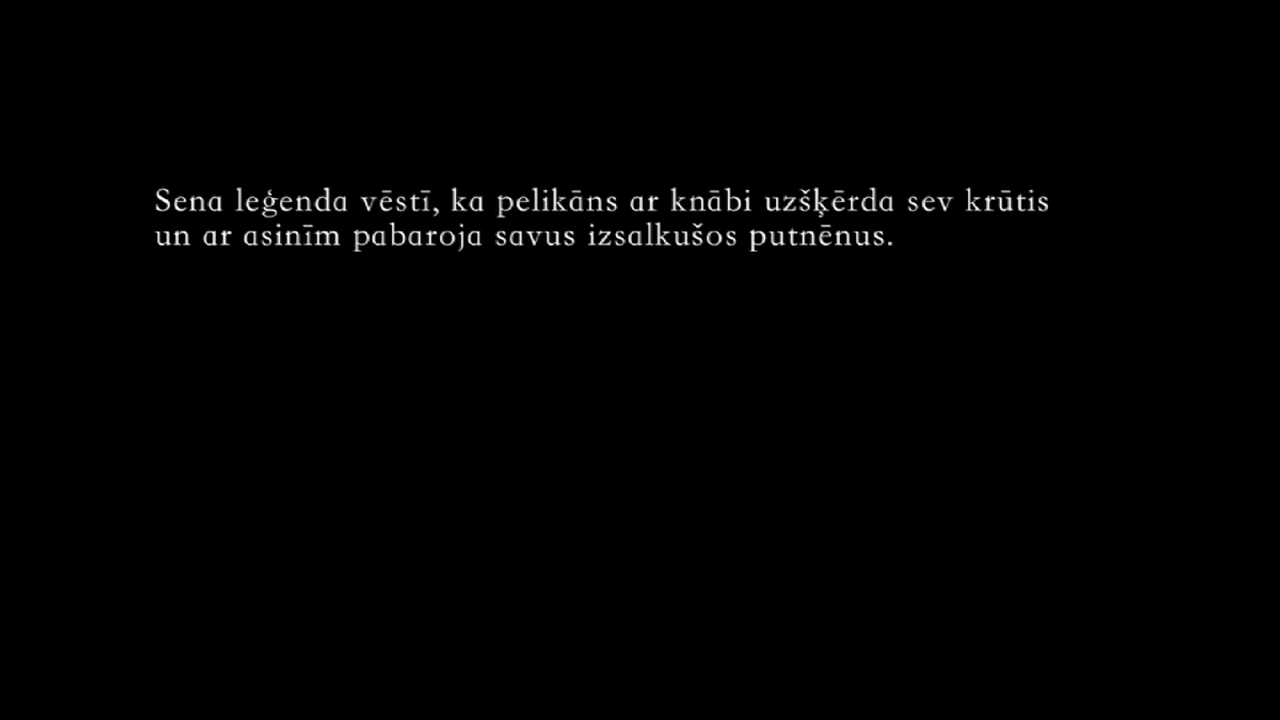 Sena leģenda vēstī, ka pelikāns ar knābi uzšķērda sev krūtis
un ar asinīm pabaroja savus izsalkušos putnēnus.